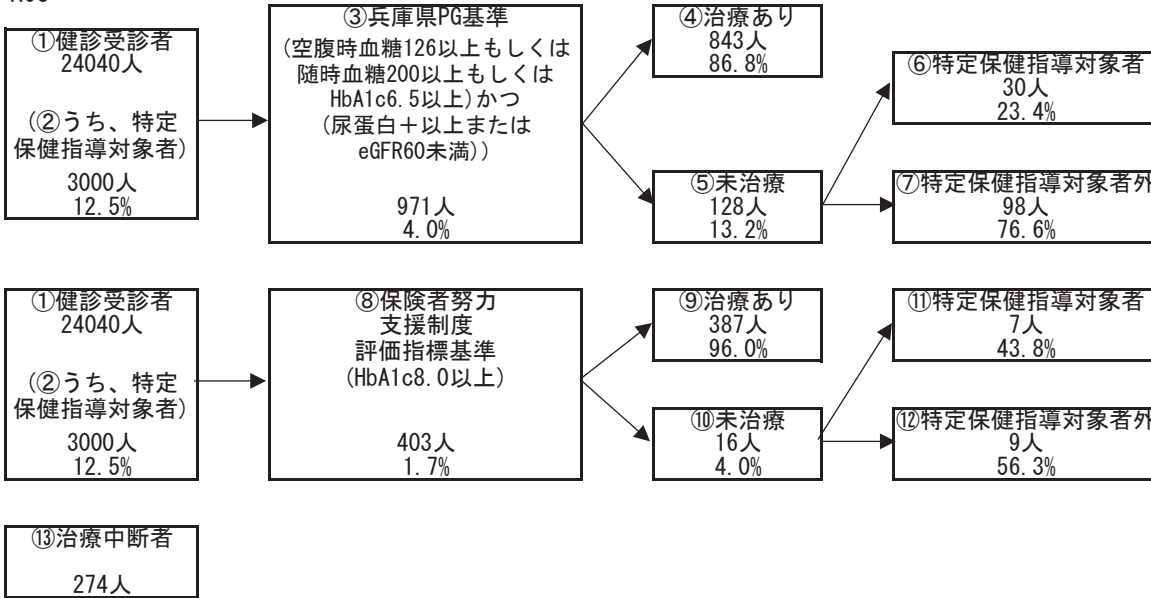 ①健診受診者
24040人
(②うち、特定
保健指導対象者)
3000人
12.5%
③兵庫県PG基準
(空腹時血糖126以上もしくは
随時血糖200以上もしくは
HbA1c6.5以上)かつ
(尿蛋白＋以上または
eGFR60未満))
971人
4.0%
④治療あり
843人
86.8%
⑤未治療
128人
13.2%
⑥特定保健指導対象者
30人
23.4%
⑦特定保健指導対象者外
98人
76.6%
①健診受診者
24040人
(②うち、特定
保健指導対象者)
3000人
12.5%
⑧保険者努力
支援制度
評価指標基準
(HbA1c8.0以上)
403人
1.7%
⑨治療あり
387人
96.0%
⑩未治療
16人
4.0%
⑪特定保健指導対象者
7人
43.8%
⑫特定保健指導対象者外
9人
56.3%
⑬治療中断者
274人